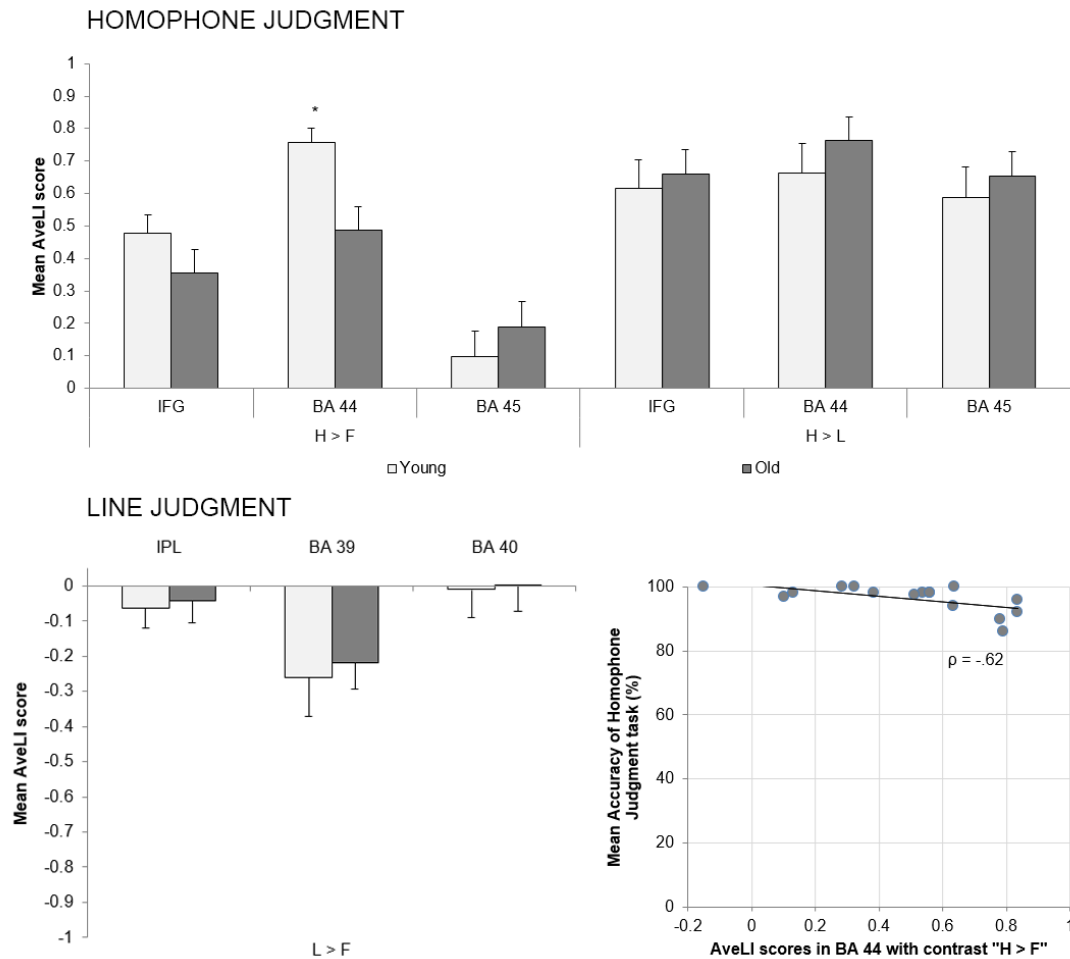 HOMOPHONE JUDGMENT
Mean AveLI score
1
0.9
0.8
0.7
0.6
0.5
0.4
0.3
0.2
0.1
0
*
IFG BA 44 BA 45 IFG BA 44 BA 45
H > F H > L
Young Old
LINE JUDGMENT
IPL BA 39 BA 40
Mean AveLI score
0
-0.1
-0.2
-0.3
-0.4
-0.5
-0.6
-0.7
-0.8
-0.9
-1
L > F
Mean Accuracy of Homophone
Judgment task (%)
100
80
60
40
20
0
ρ = -.62
-0.2 0 0.2 0.4 0.6 0.8 1
AveLI scores in BA 44 with contrast "H > F"